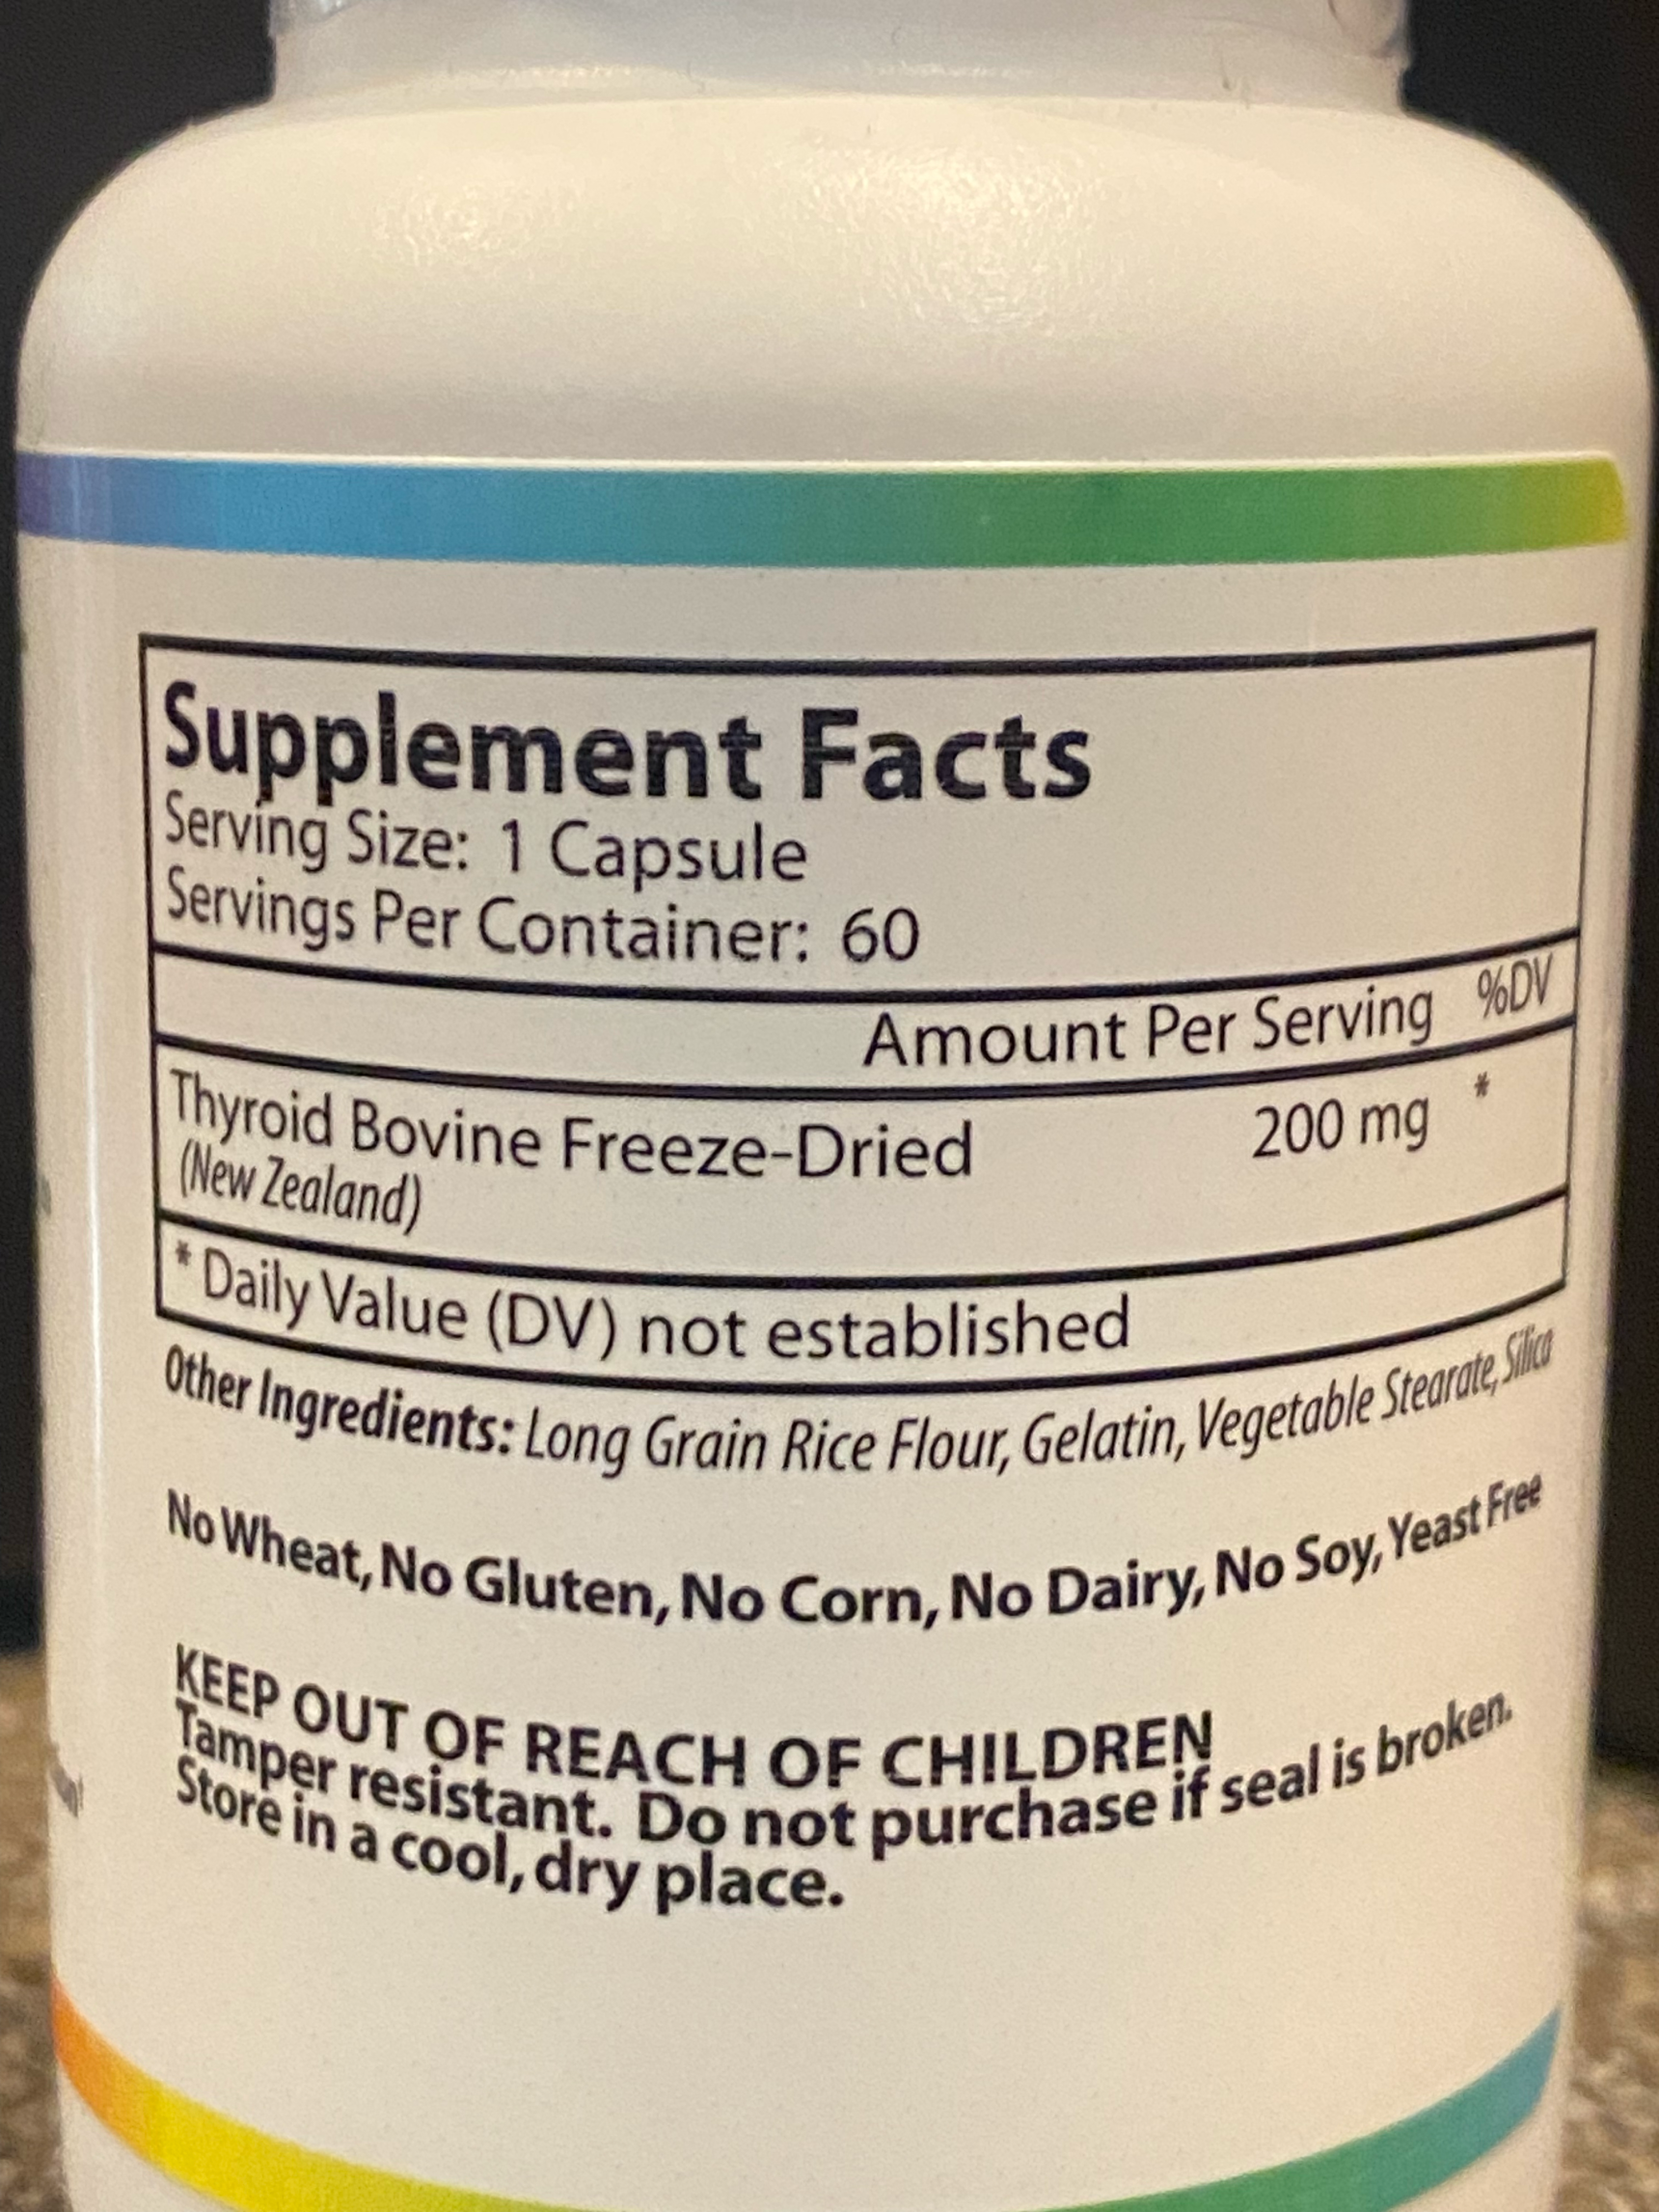 Supplement Facts
Serving Size: 1 Capsule
Servings Per Container: 60
Amount Per Serving %DV
Thyroid Bovine Freeze-Dried 200 mg *
(New Zealand)
* Daily Value (DV) not established
Other Ingredients: Long Grain Rice Flour, Gelatin, Vegetable Stearate, Silica
No Wheat, No Gluten, No Corn, No Dairy, No Soy, Yeast Free
KEEP OUT OF REACH OF CHILDREN
Tamper resistant. Do not purchase if seal is broken.
Store in a cool, dry place.